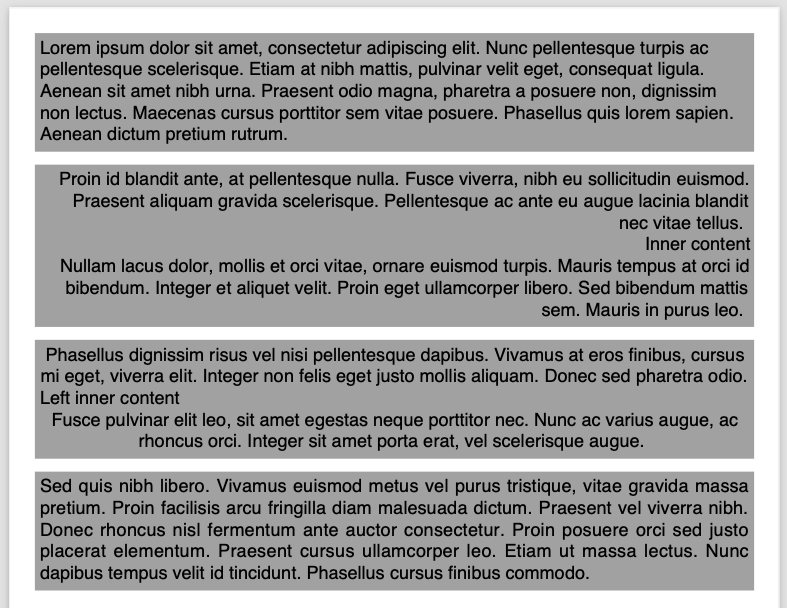 Lorem ipsum dolor sit amet, consectetur adipiscing elit. Nunc pellentesque turpis ac
pellentesque scelerisque. Etiam at nibh mattis, pulvinar velit eget, consequat ligula.
Aenean sit amet nibh urna. Praesent odio magna, pharetra a posuere non, dignissim
non lectus. Maecenas cursus porttitor sem vitae posuere. Phasellus quis lorem sapien.
Aenean dictum pretium rutrum.
Proin id blandit ante, at pellentesque nulla. Fusce viverra, nibh eu sollicitudin euismod.
Praesent aliquam gravida scelerisque. Pellentesque ac ante eu augue lacinia blandit
nec vitae tellus.
Inner content
Nullam lacus dolor, mollis et orci vitae, ornare euismod turpis. Mauris tempus at orci id
bibendum. Integer et aliquet velit. Proin eget ullamcorper libero. Sed bibendum mattis
sem. Mauris in purus leo.
Phasellus dignissim risus vel nisi pellentesque dapibus. Vivamus at eros finibus, cursus
mi eget, viverra elit. Integer non felis eget justo mollis aliquam. Donec sed pharetra odio.
Left inner content
Fusce pulvinar elit leo, sit amet egestas neque porttitor nec. Nunc ac varius augue, ac
rhoncus orci. Integer sit amet porta erat, vel scelerisque augue.
Sed quis nibh libero. Vivamus euismod metus vel purus tristique, vitae gravida massa
pretium. Proin facilisis arcu fringilla diam malesuada dictum. Praesent vel viverra nibh.
Donec rhoncus nisl fermentum ante auctor consectetur. Proin posuere orci sed justo
placerat elementum. Praesent cursus ullamcorper leo. Etiam ut massa lectus. Nunc
dapibus tempus velit id tincidunt. Phasellus cursus finibus commodo.